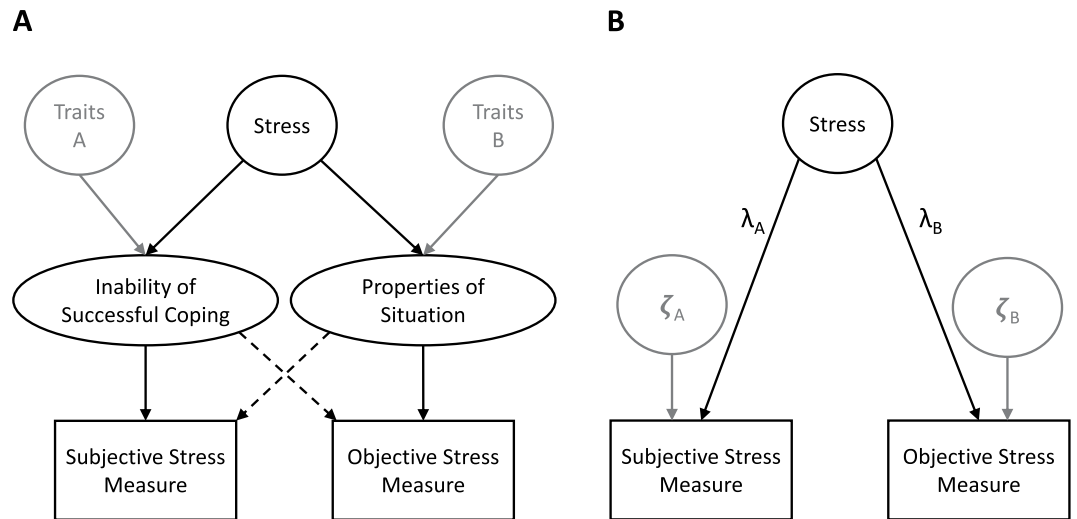 A
B
Traits
A
Stress
Traits
B
Stress
λA
λB
Inability of
Successful Coping
Properties of
Situation
ζA
ζB
Subjective Stress
Measure
Objective Stress
Measure
Subjective Stress
Measure
Objective Stress
Measure